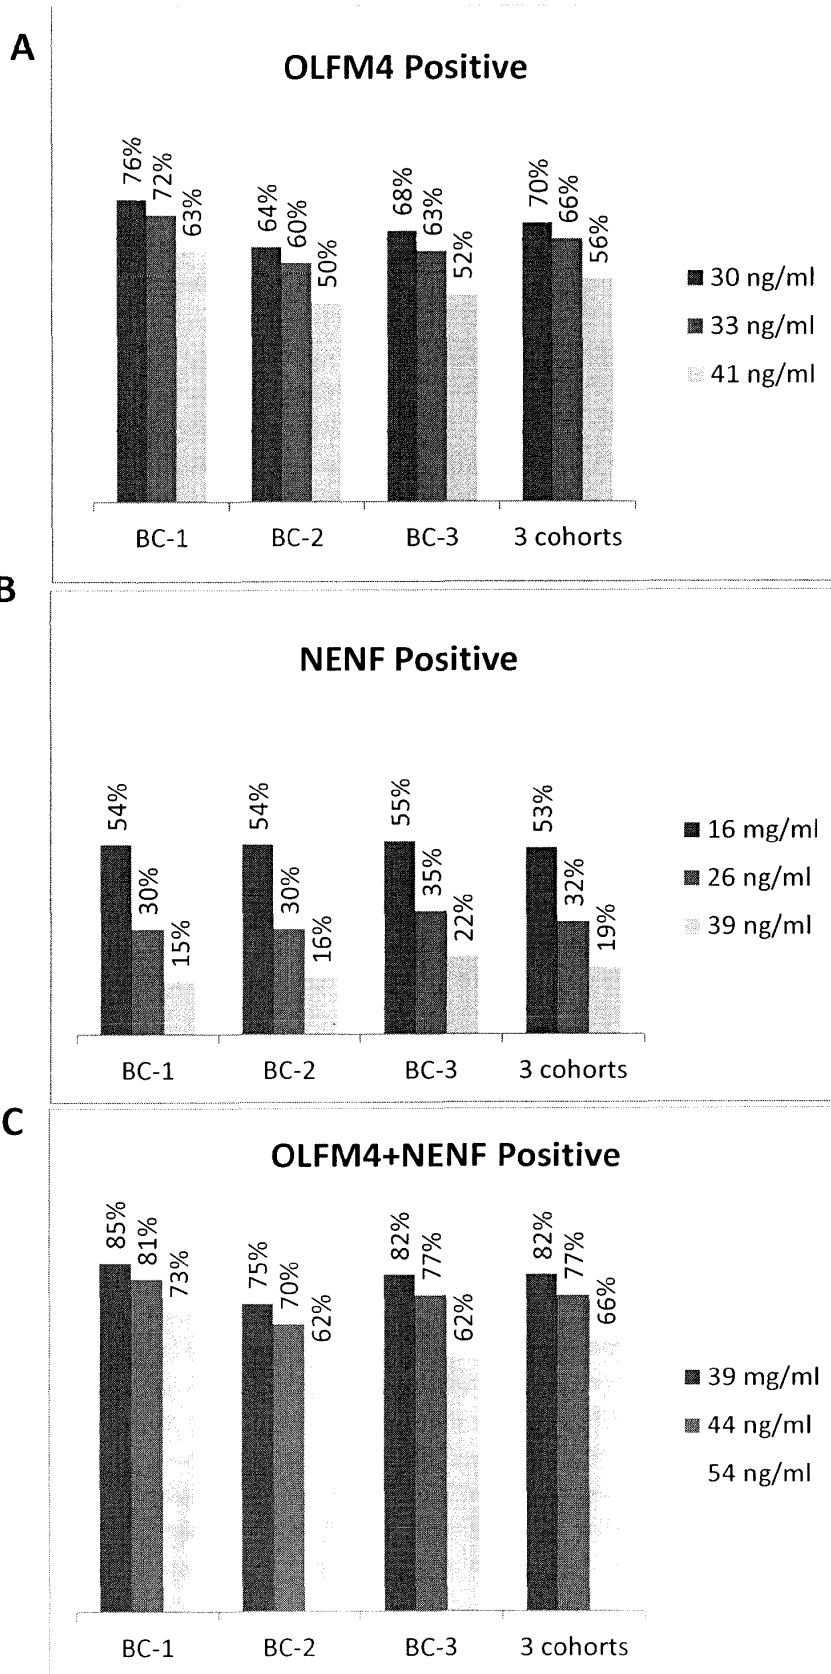 A
OLFM4 Positive
76%
72%
63%
64%
60%
50%
68%
63%
52%
70%
66%
56%
30 ng/ml
33 ng/ml
41 ng/ml
BC-1
BC-2
BC-3
3 cohorts
B
NENF Positive
54%
30%
15%
54%
30%
16%
55%
35%
22%
53%
32%
19%
16 mg/ml
26 ng/ml
39 ng/ml
BC-1
BC-2
BC-3
3 cohorts
C
OLFM4+NENF Positive
85%
81%
73%
75%
70%
62%
82%
77%
62%
82%
77%
66%
39 mg/ml
44 ng/ml
54 ng/ml
BC-1
BC-2
BC-3
3 cohorts